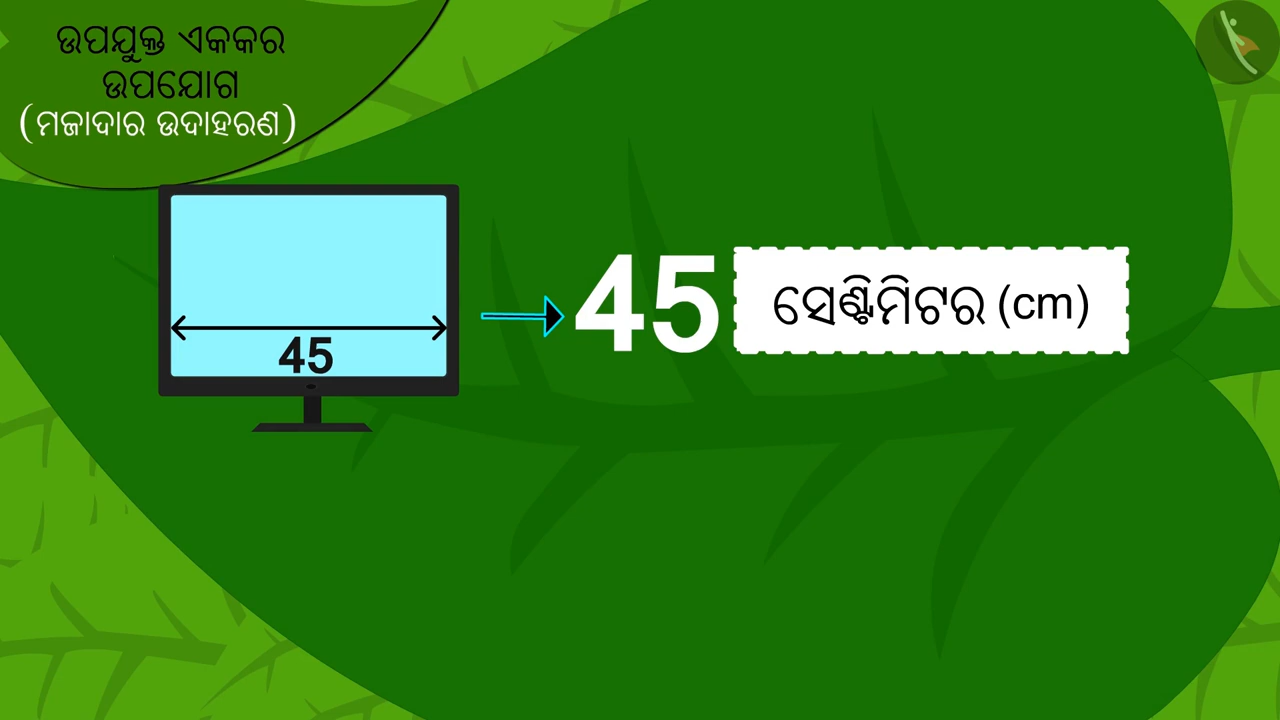 ଉପଯୁକ୍ତ ଏକକର
ଉପଯୋଗ
(ମଜାଦାର ଉଦାହରଣ)
45
45 ସେଣ୍ଟିମିଟର (cm)